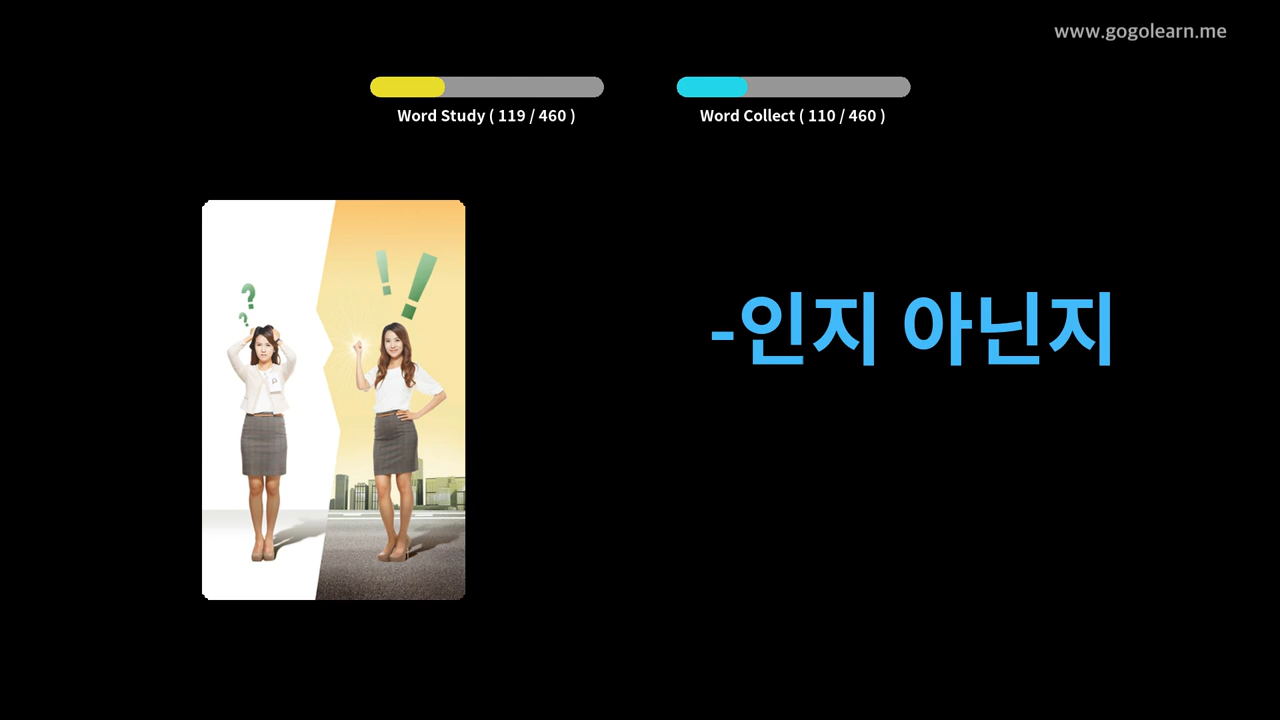 www.gogolearn.me
Word Study ( 119 / 460 )
Word Collect ( 110 / 460 )
? ?
! !
-인지 아닌지